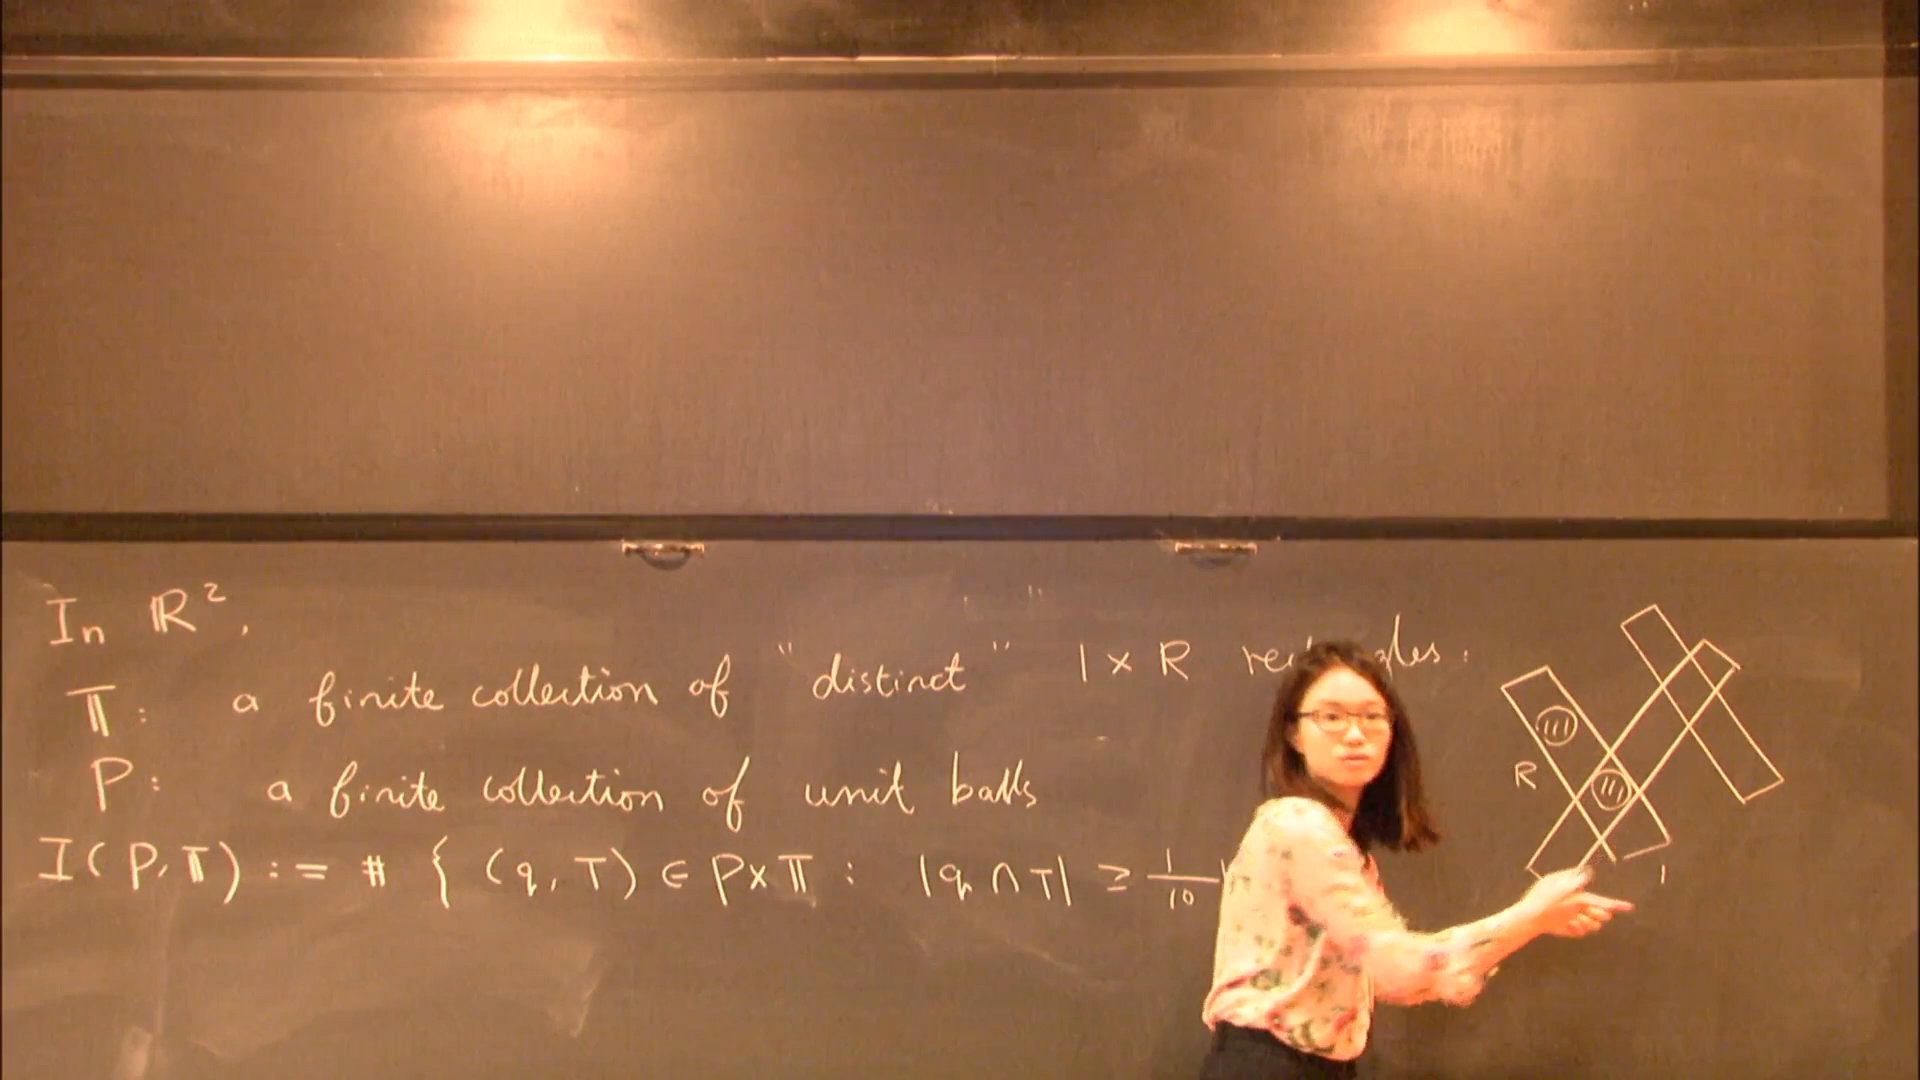 In ℝ²,
𝕋: a finite collection of "distinct" 1 × R
P: a finite collection of unit balls
I(P, 𝕋) := # { (q, T) ∈ P × 𝕋 : |q ∩ T| ≥ 1/10
R
1